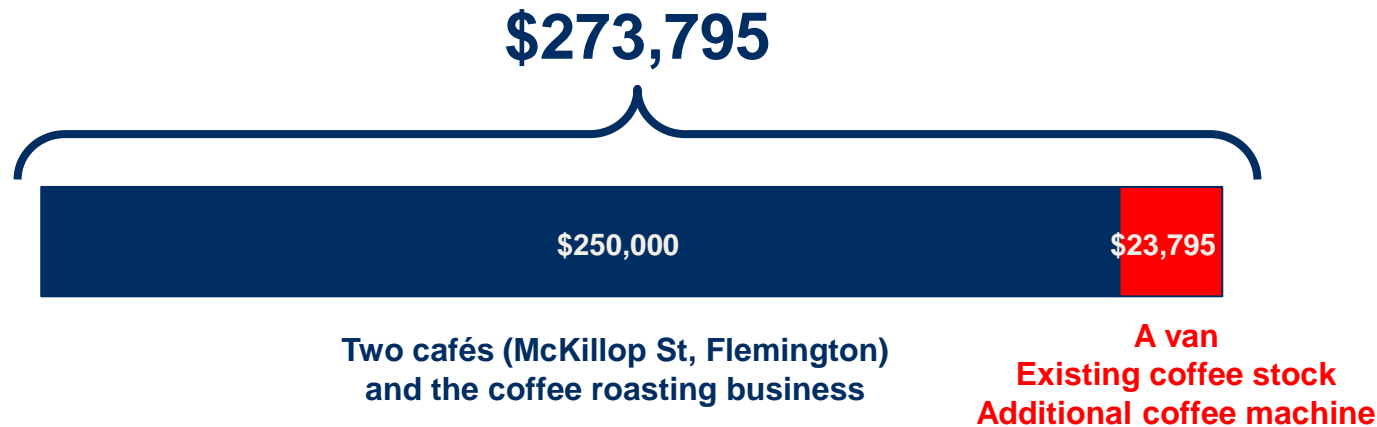 $273,795
$250,000
$23,795
Two cafés (McKillop St, Flemington)
and the coffee roasting business
A van
Existing coffee stock
Additional coffee machine